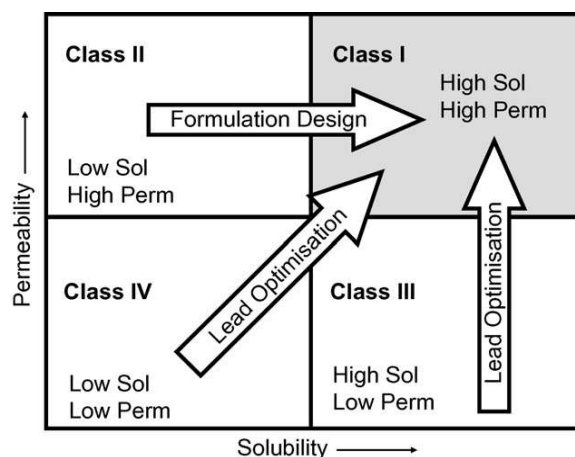 Class II
Class I
High Sol
High Perm
Formulation Design
Low Sol
High Perm
Permeability
Class IV
Lead Optimisation
Class III
Lead Optimisation
Low Sol
Low Perm
High Sol
Low Perm
Solubility